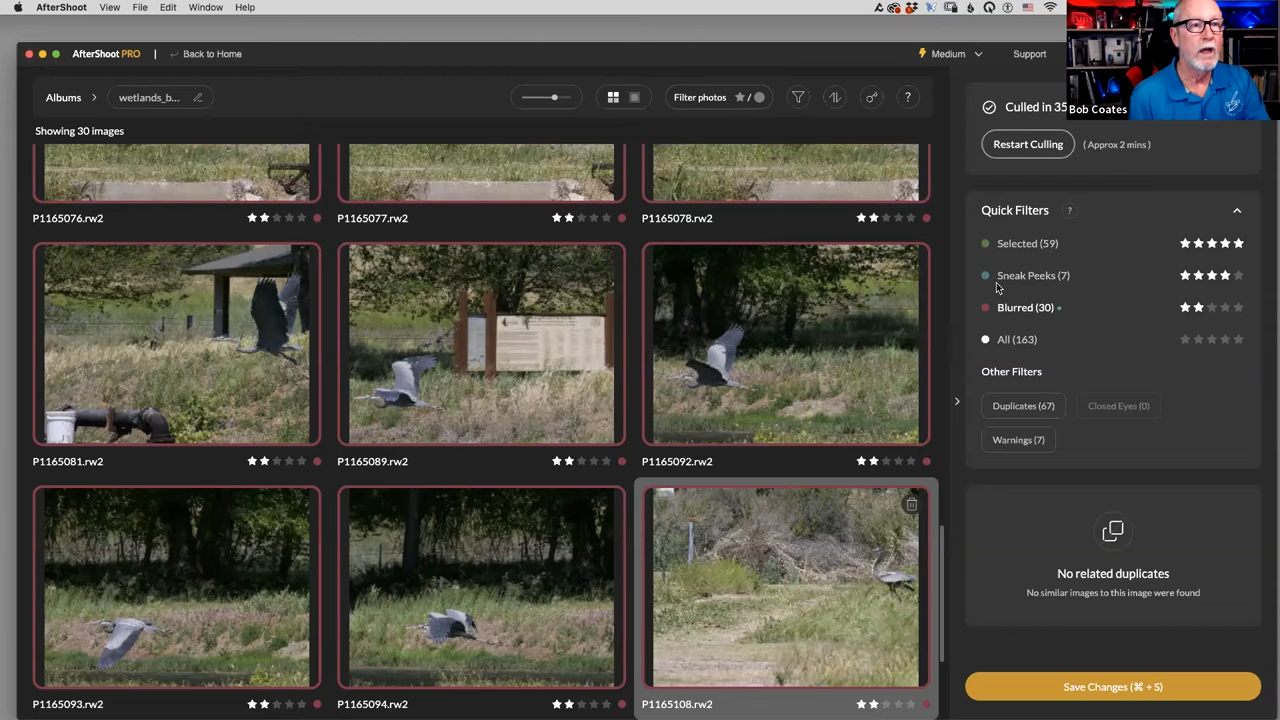 AfterShoot View File Edit Window Help
AfterShoot PRO | Back to Home Medium Support
Bob Coates
Albums > wetlands_b... Filter photos /
Showing 30 images
Culled in 35
Restart Culling (Approx 2 mins)
P1165076.rw2 P1165077.rw2 P1165078.rw2
Quick Filters ?
Selected (59)
Sneak Peeks (7)
Blurred (30)
All (163)
Other Filters
Duplicates (67) Closed Eyes (0)
Warnings (7)
P1165081.rw2 P1165089.rw2 P1165092.rw2
No related duplicates
No similar images to this image were found
Save Changes (⌘ + S)
P1165093.rw2 P1165094.rw2 P1165108.rw2